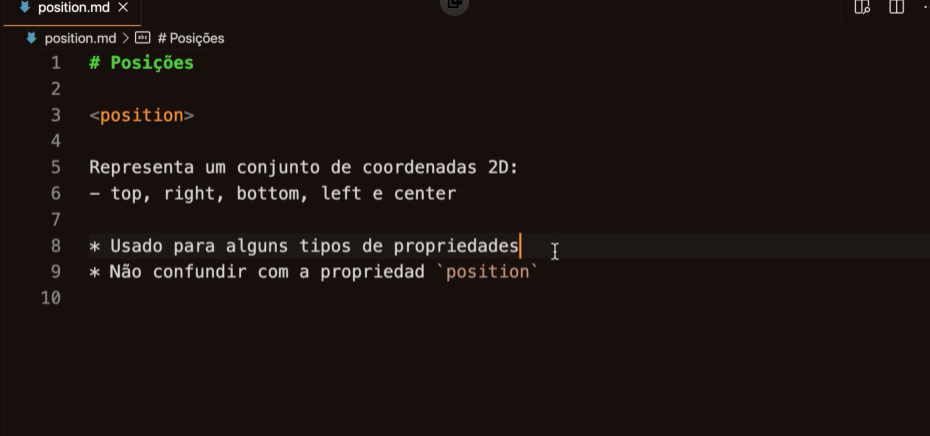 position.md
position.md > # Posições
1 # Posições
2
3 <position>
4
5 Representa um conjunto de coordenadas 2D:
6 - top, right, bottom, left e center
7
8 * Usado para alguns tipos de propriedades
9 * Não confundir com a propriedad `position`
10